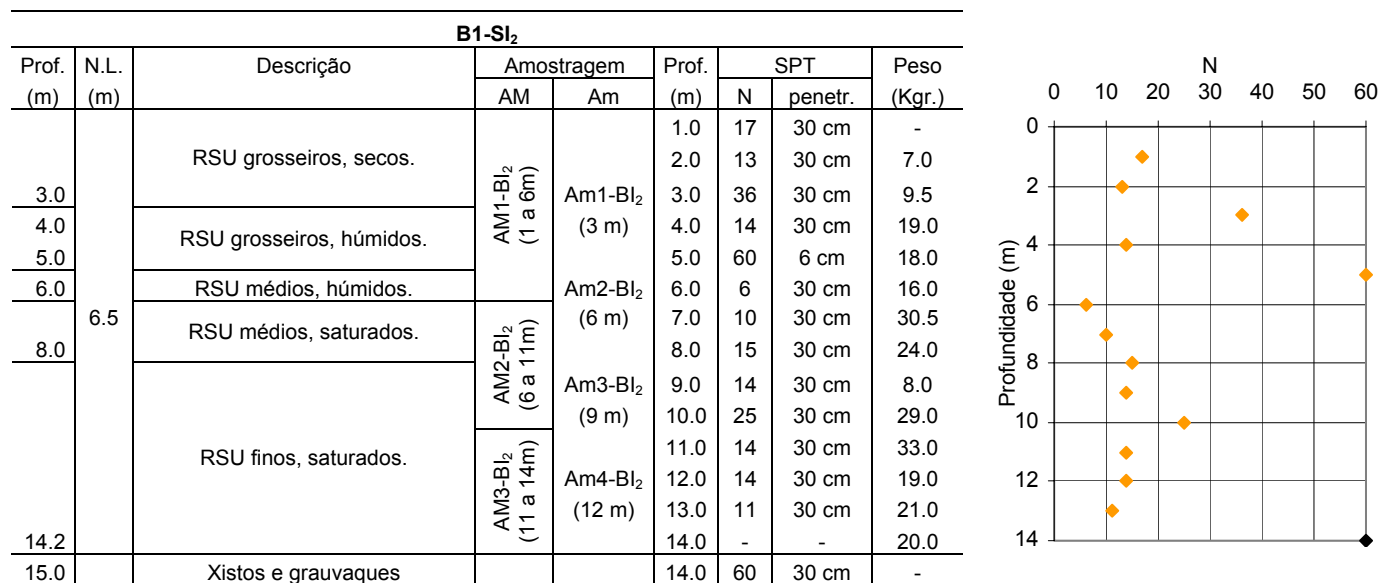 B1-SI₂
Prof. N.L. Descrição Amostragem Prof. SPT Peso
(m) (m) AM Am (m) N penetr. (Kgr.)
1.0 17 30 cm -
RSU grosseiros, secos. 2.0 13 30 cm 7.0
3.0 AM1-BI₂ (1 a 6m) Am1-BI₂ 3.0 36 30 cm 9.5
4.0 (3 m) 4.0 14 30 cm 19.0
RSU grosseiros, húmidos.
5.0 5.0 60 6 cm 18.0
6.0 RSU médios, húmidos. Am2-BI₂ 6.0 6 30 cm 16.0
6.5 RSU médios, saturados. (6 m) 7.0 10 30 cm 30.5
8.0 AM2-BI₂ (6 a 11m) 8.0 15 30 cm 24.0
Am3-BI₂ 9.0 14 30 cm 8.0
(9 m) 10.0 25 30 cm 29.0
RSU finos, saturados. 11.0 14 30 cm 33.0
AM3-BI₂ (11 a 14m) Am4-BI₂ 12.0 14 30 cm 19.0
(12 m) 13.0 11 30 cm 21.0
14.2 14.0 - - 20.0
15.0 Xistos e grauvaques 14.0 60 30 cm -
N
0 10 20 30 40 50 60
Profundidade (m)
0
2
4
6
8
10
12
14